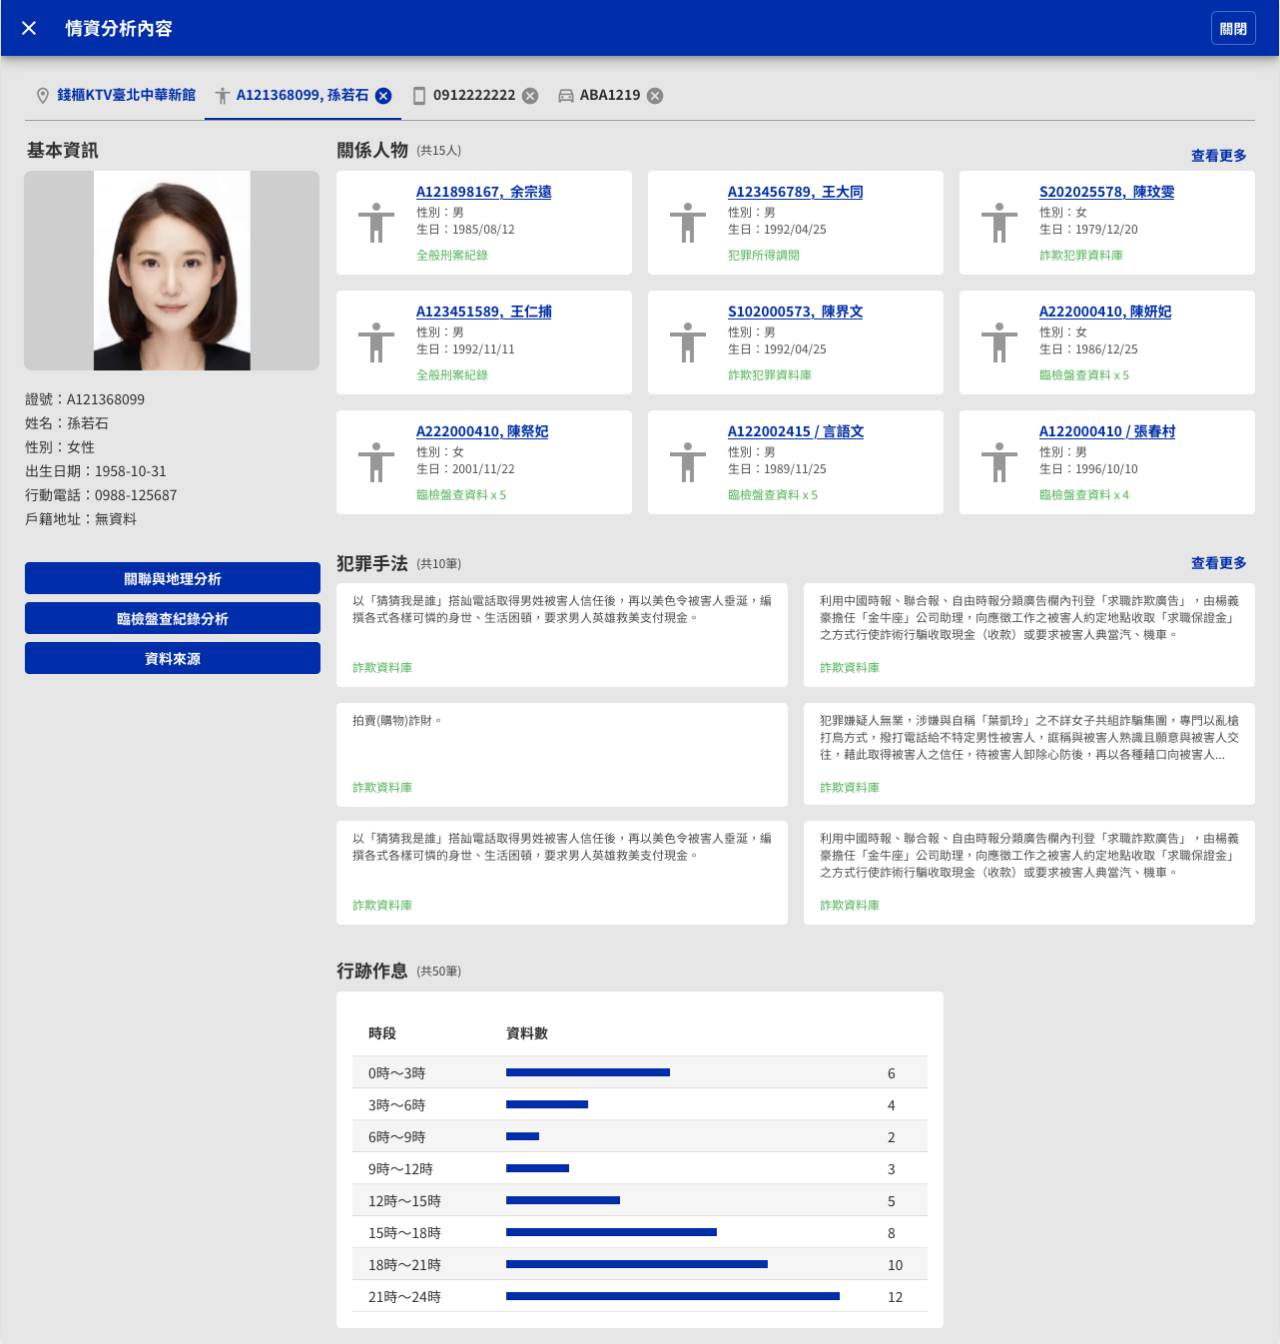 情資分析內容
關閉
錢櫃KTV臺北中華新館
A121368099, 孫若石
0912222222
ABA1219
基本資訊
證號：A121368099
姓名：孫若石
性別：女性
出生日期：1958-10-31
行動電話：0988-125687
戶籍地址：無資料
關聯與地理分析
臨檢盤查紀錄分析
資料來源
關係人物 (共15人)
查看更多
A121898167, 余宗遠
性別：男
生日：1985/08/12
全般刑案紀錄
A123456789, 王大同
性別：男
生日：1992/04/25
犯罪所得調閱
S202025578, 陳玟雯
性別：女
生日：1979/12/20
詐欺犯罪資料庫
A123451589, 王仁捕
性別：男
生日：1992/11/11
全般刑案紀錄
S102000573, 陳界文
性別：男
生日：1992/04/25
詐欺犯罪資料庫
A222000410, 陳妍妃
性別：女
生日：1986/12/25
臨檢盤查資料 x 5
A222000410, 陳祭妃
性別：女
生日：2001/11/22
臨檢盤查資料 x 5
A122002415 / 言語文
性別：男
生日：1989/11/25
臨檢盤查資料 x 5
A122000410 / 張春村
性別：男
生日：1996/10/10
臨檢盤查資料 x 4
犯罪手法 (共10筆)
查看更多
以「猜猜我是誰」搭訕電話取得男姓被害人信任後，再以美色令被害人垂涎，編
撰各式各樣可憐的身世、生活困頓，要求男人英雄救美支付現金。
詐欺資料庫
利用中國時報、聯合報、自由時報分類廣告欄內刊登「求職詐欺廣告」，由楊義
豪擔任「金牛座」公司助理，向應徵工作之被害人約定地點收取「求職保證金」
之方式行使詐術行騙收取現金（收款）或要求被害人典當汽、機車。
詐欺資料庫
拍賣(購物)詐財。
詐欺資料庫
犯罪嫌疑人無業，涉嫌與自稱「葉凱玲」之不詳女子共組詐騙集團，專門以亂槍
打鳥方式，撥打電話給不特定男性被害人，誆稱與被害人熟識且願意與被害人交
往，藉此取得被害人之信任，待被害人卸除心防後，再以各種藉口向被害人...
詐欺資料庫
以「猜猜我是誰」搭訕電話取得男姓被害人信任後，再以美色令被害人垂涎，編
撰各式各樣可憐的身世、生活困頓，要求男人英雄救美支付現金。
詐欺資料庫
利用中國時報、聯合報、自由時報分類廣告欄內刊登「求職詐欺廣告」，由楊義
豪擔任「金牛座」公司助理，向應徵工作之被害人約定地點收取「求職保證金」
之方式行使詐術行騙收取現金（收款）或要求被害人典當汽、機車。
詐欺資料庫
行跡作息 (共50筆)
時段 資料數
0時～3時 6
3時～6時 4
6時～9時 2
9時～12時 3
12時～15時 5
15時～18時 8
18時～21時 10
21時～24時 12